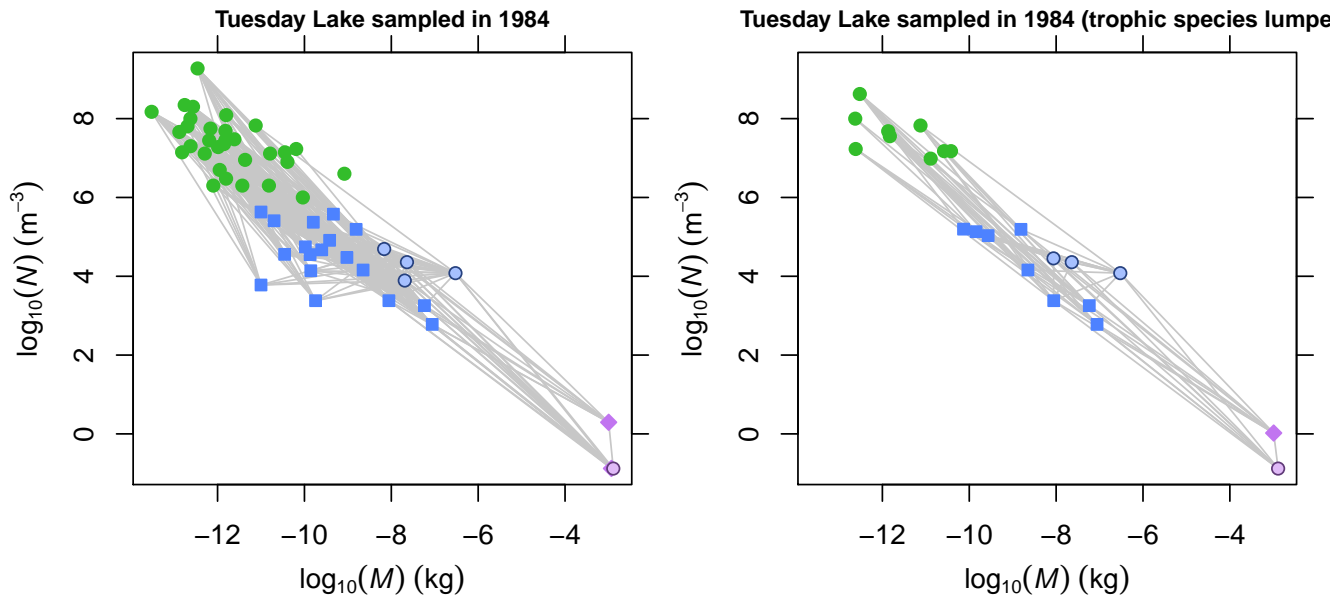 Tuesday Lake sampled in 1984
8
6
4
2
0
log₁₀(N) (m⁻³)
−12 −10 −8 −6 −4
log₁₀(M) (kg)
Tuesday Lake sampled in 1984 (trophic species lumpe
8
6
4
2
0
log₁₀(N) (m⁻³)
−12 −10 −8 −6 −4
log₁₀(M) (kg)